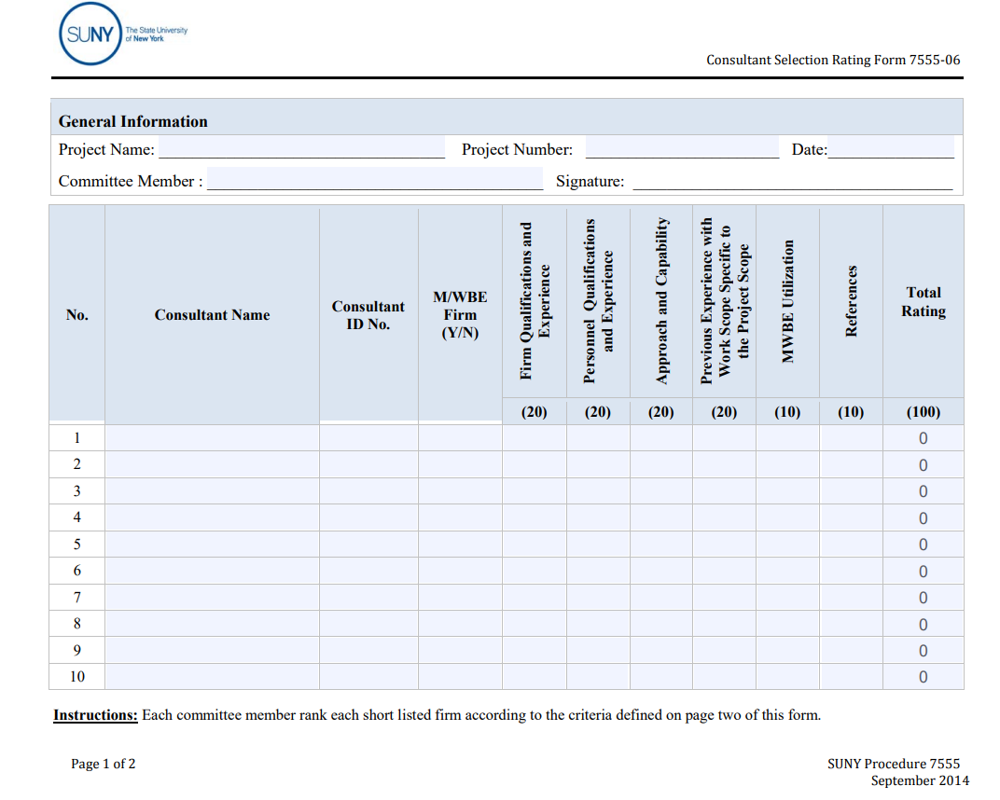 SUNY
The State University
of New York
Consultant Selection Rating Form 7555-06
General Information
Project Name:
Project Number:
Date:
Committee Member :
Signature:
No.
Consultant Name
Consultant
ID No.
M/WBE
Firm
(Y/N)
Firm Qualifications and
Experience
Personnel Qualifications
and Experience
Approach and Capability
Previous Experience with
Work Scope Specific to
the Project Scope
MWBE Utilization
References
Total
Rating
(20) (20) (20) (20) (10) (10) (100)
1 0
2 0
3 0
4 0
5 0
6 0
7 0
8 0
9 0
10 0
Instructions: Each committee member rank each short listed firm according to the criteria defined on page two of this form.
Page 1 of 2
SUNY Procedure 7555
September 2014